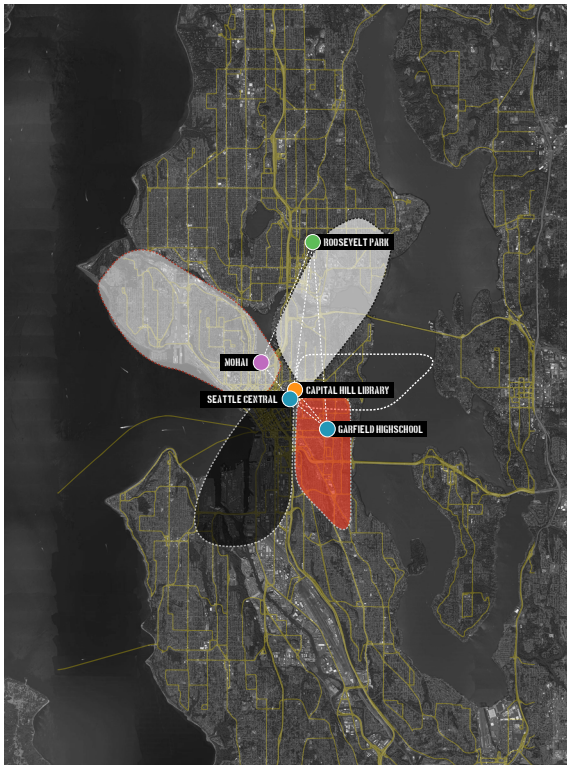 ROOSEVELT PARK
MOHAI
CAPITAL HILL LIBRARY
SEATTLE CENTRAL
GARFIELD HIGHSCHOOL